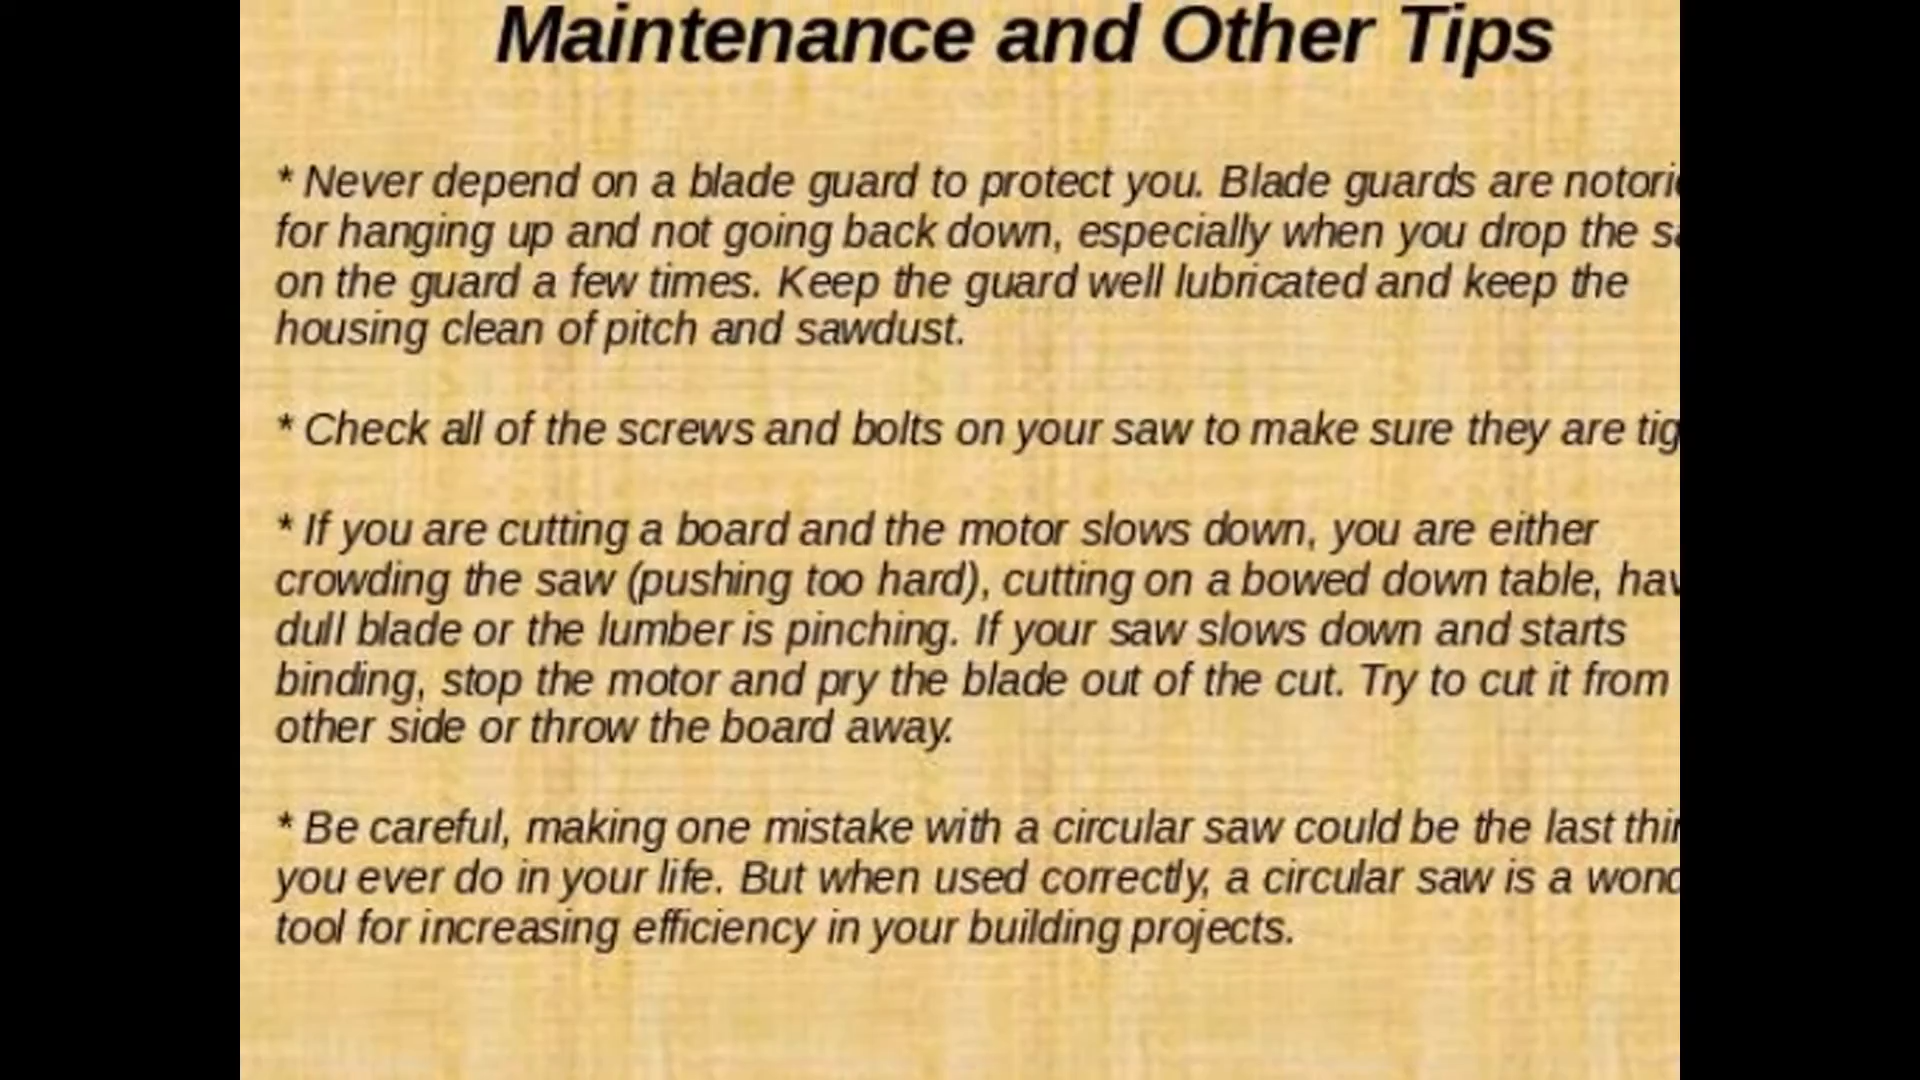 Maintenance and Other Tips
* Never depend on a blade guard to protect you. Blade guards are
for hanging up and not going back down, especially when you drop the
on the guard a few times. Keep the guard well lubricated and keep the
housing clean of pitch and sawdust.
* Check all of the screws and bolts on your saw to make sure they are
* If you are cutting a board and the motor slows down, you are either
crowding the saw (pushing too hard), cutting on a bowed down table,
dull blade or the lumber is pinching. If your saw slows down and starts
binding, stop the motor and pry the blade out of the cut. Try to cut it from
other side or throw the board away.
* Be careful, making one mistake with a circular saw could be the last
you ever do in your life. But when used correctly, a circular saw is a
tool for increasing efficiency in your building projects.